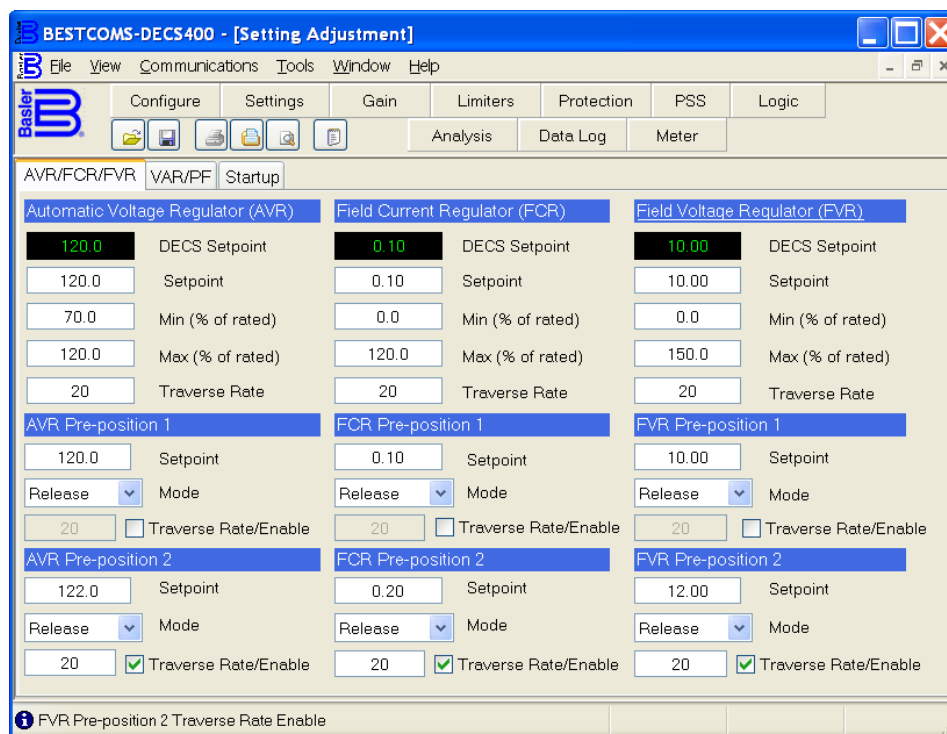 BESTCOMS-DECS400 - [Setting Adjustment]
File View Communications Tools Window Help
Basler
Configure Settings Gain Limiters Protection PSS Logic
Analysis Data Log Meter
AVR/FCR/FVR VAR/PF Startup
Automatic Voltage Regulator (AVR) Field Current Regulator (FCR) Field Voltage Regulator (FVR)
120.0 DECS Setpoint 0.10 DECS Setpoint 10.00 DECS Setpoint
120.0 Setpoint 0.10 Setpoint 10.00 Setpoint
70.0 Min (% of rated) 0.0 Min (% of rated) 0.0 Min (% of rated)
120.0 Max (% of rated) 120.0 Max (% of rated) 150.0 Max (% of rated)
20 Traverse Rate 20 Traverse Rate 20 Traverse Rate
AVR Pre-position 1 FCR Pre-position 1 FVR Pre-position 1
120.0 Setpoint 0.10 Setpoint 10.00 Setpoint
Release Mode Release Mode Release Mode
20 Traverse Rate/Enable 20 Traverse Rate/Enable 20 Traverse Rate/Enable
AVR Pre-position 2 FCR Pre-position 2 FVR Pre-position 2
122.0 Setpoint 0.20 Setpoint 12.00 Setpoint
Release Mode Release Mode Release Mode
20 Traverse Rate/Enable 20 Traverse Rate/Enable 20 Traverse Rate/Enable
FVR Pre-position 2 Traverse Rate Enable